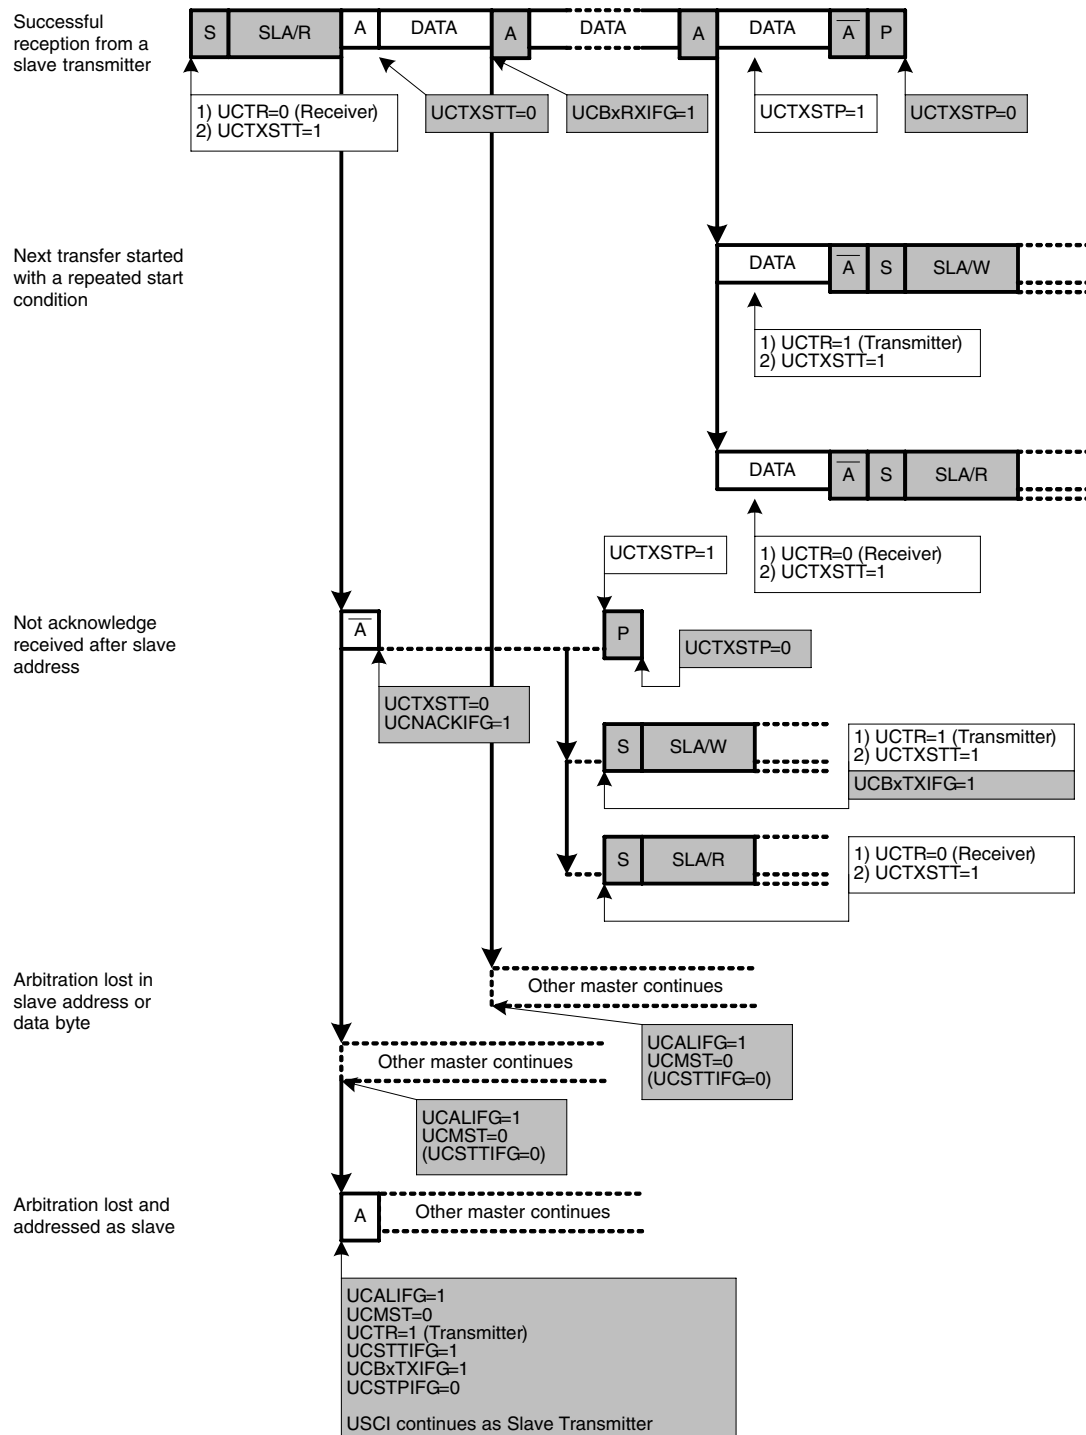 Successful
reception from a
slave transmitter
S SLA/R A DATA A DATA A DATA A P
1) UCTR=0 (Receiver)
2) UCTXSTT=1
UCTXSTT=0
UCBxRXIFG=1
UCTXSTP=1
UCTXSTP=0
Next transfer started
with a repeated start
condition
DATA A S SLA/W
1) UCTR=1 (Transmitter)
2) UCTXSTT=1
DATA A S SLA/R
1) UCTR=0 (Receiver)
2) UCTXSTT=1
UCTXSTP=1
Not acknowledge
received after slave
address
A
P
UCTXSTP=0
UCTXSTT=0
UCNACKIFG=1
S SLA/W
1) UCTR=1 (Transmitter)
2) UCTXSTT=1
UCBxTXIFG=1
S SLA/R
1) UCTR=0 (Receiver)
2) UCTXSTT=1
Arbitration lost in
slave address or
data byte
Other master continues
UCALIFG=1
UCMST=0
(UCSTTIFG=0)
Other master continues
UCALIFG=1
UCMST=0
(UCSTTIFG=0)
Arbitration lost and
addressed as slave
A Other master continues
UCALIFG=1
UCMST=0
UCTR=1 (Transmitter)
UCSTTIFG=1
UCBxTXIFG=1
UCSTPIFG=0
USCI continues as Slave Transmitter